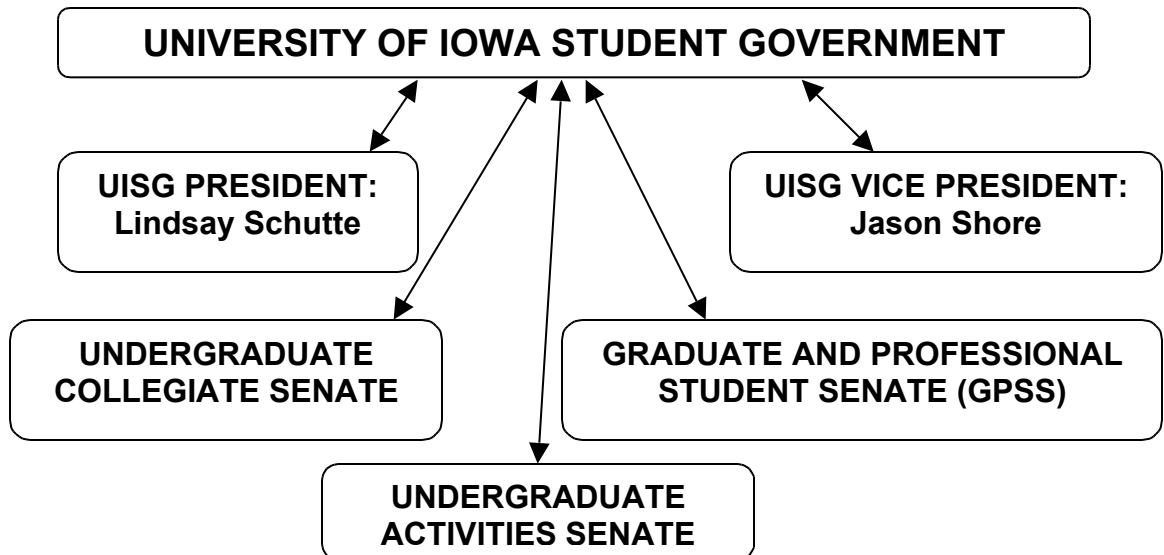 UNIVERSITY OF IOWA STUDENT GOVERNMENT
UISG PRESIDENT:
Lindsay Schutte
UISG VICE PRESIDENT:
Jason Shore
UNDERGRADUATE
COLLEGIATE SENATE
GRADUATE AND PROFESSIONAL
STUDENT SENATE (GPSS)
UNDERGRADUATE
ACTIVITIES SENATE